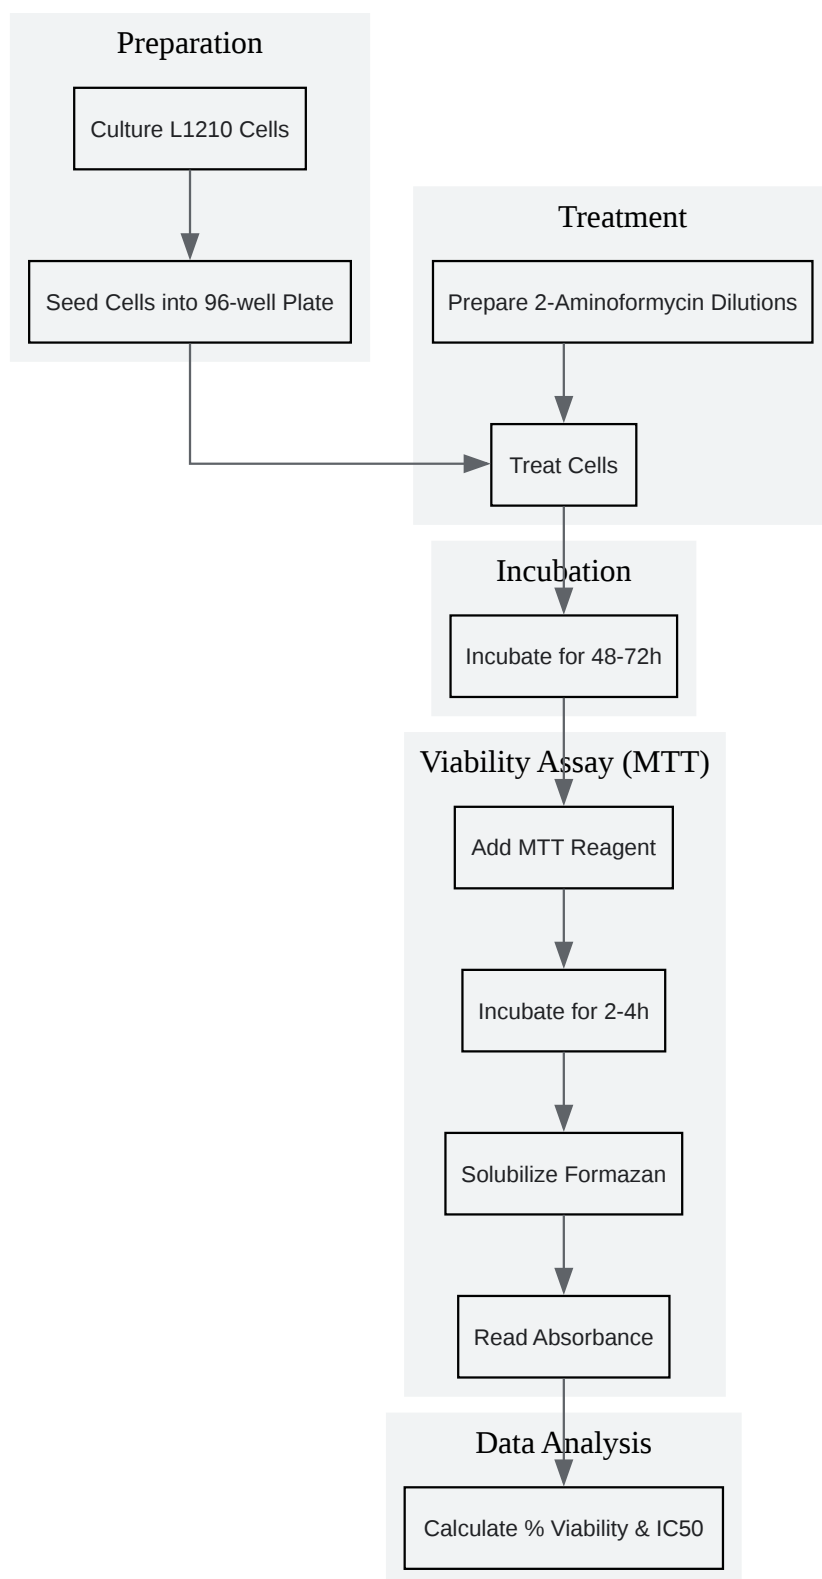 Preparation
Culture L1210 Cells
Seed Cells into 96-well Plate
Treatment
Prepare 2-Aminoformycin Dilutions
Treat Cells
Incubation
Incubate for 48-72h
Viability Assay (MTT)
Add MTT Reagent
Incubate for 2-4h
Solubilize Formazan
Read Absorbance
Data Analysis
Calculate % Viability & IC50